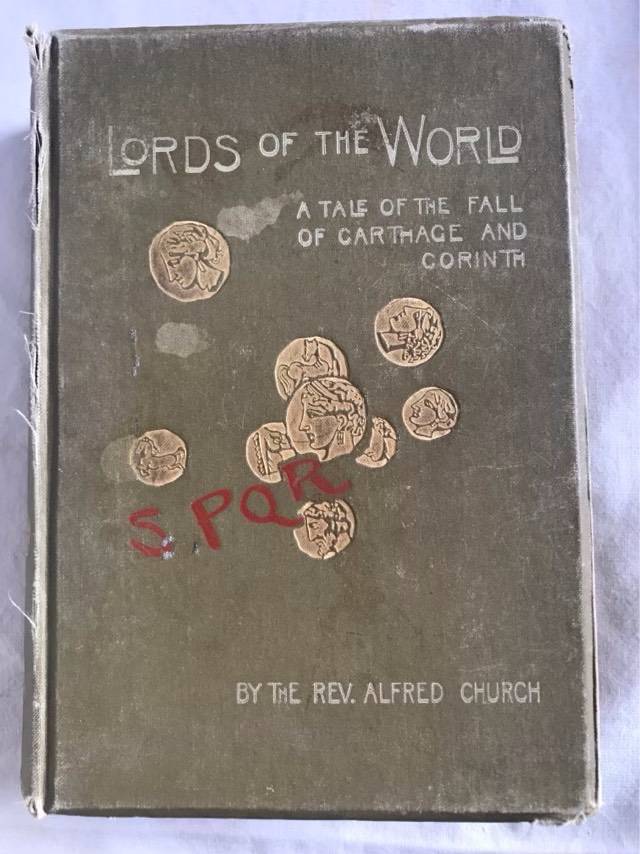 LORDS OF THE WORLD
A TALE OF THE FALL
OF CARTHAGE AND
CORINTH
SPQR
BY THE REV. ALFRED CHURCH